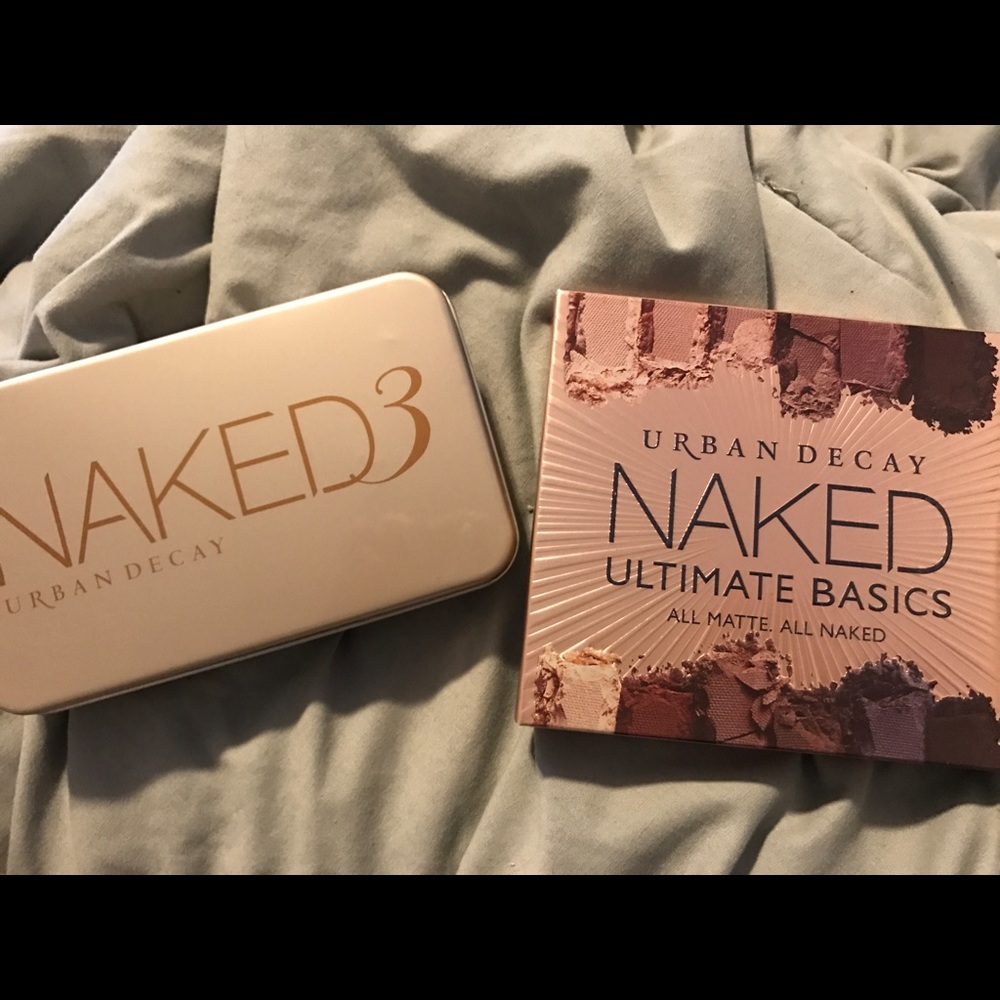 NAKED3
URBAN DECAY
URBAN DECAY
NAKED
ULTIMATE BASICS
ALL MATTE. ALL NAKED